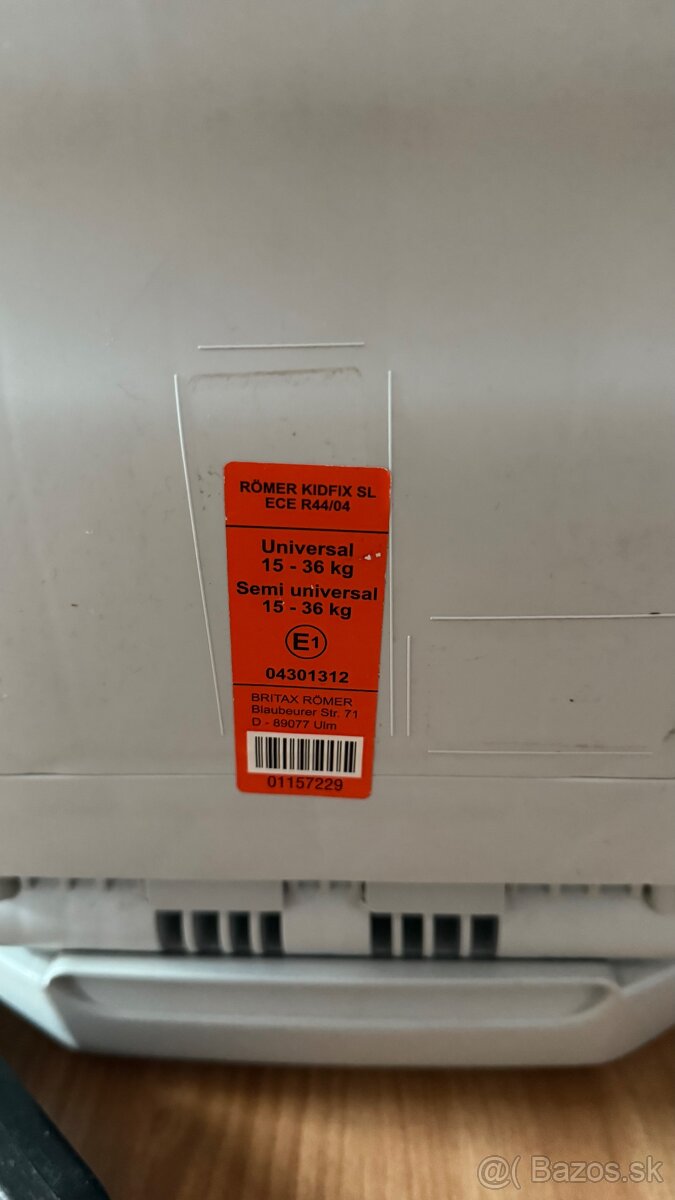 RÖMER KIDFIX SL
ECE R44/04
Universal
15 - 36 kg
Semi universal
15 - 36 kg
E1
04301312
BRITAX RÖMER
Blaubeurer Str. 71
D - 89077 Ulm
01157229
@( Bazos.sk